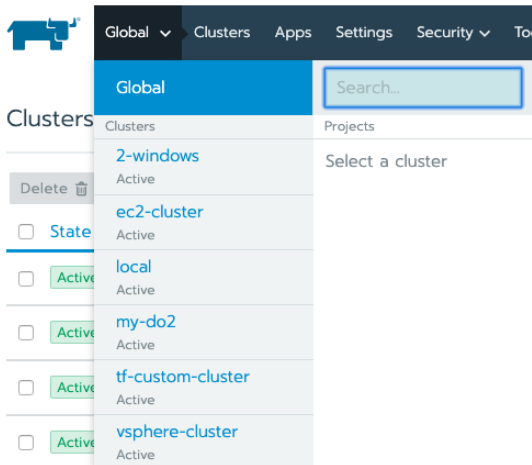 Global Clusters Apps Settings Security To
Global Search...
Clusters Projects
Clusters
2-windows Select a cluster
Active
Delete
ec2-cluster
State Active
local
Active Active
my-do2
Active Active
tf-custom-cluster
Active Active
vsphere-cluster
Active Active